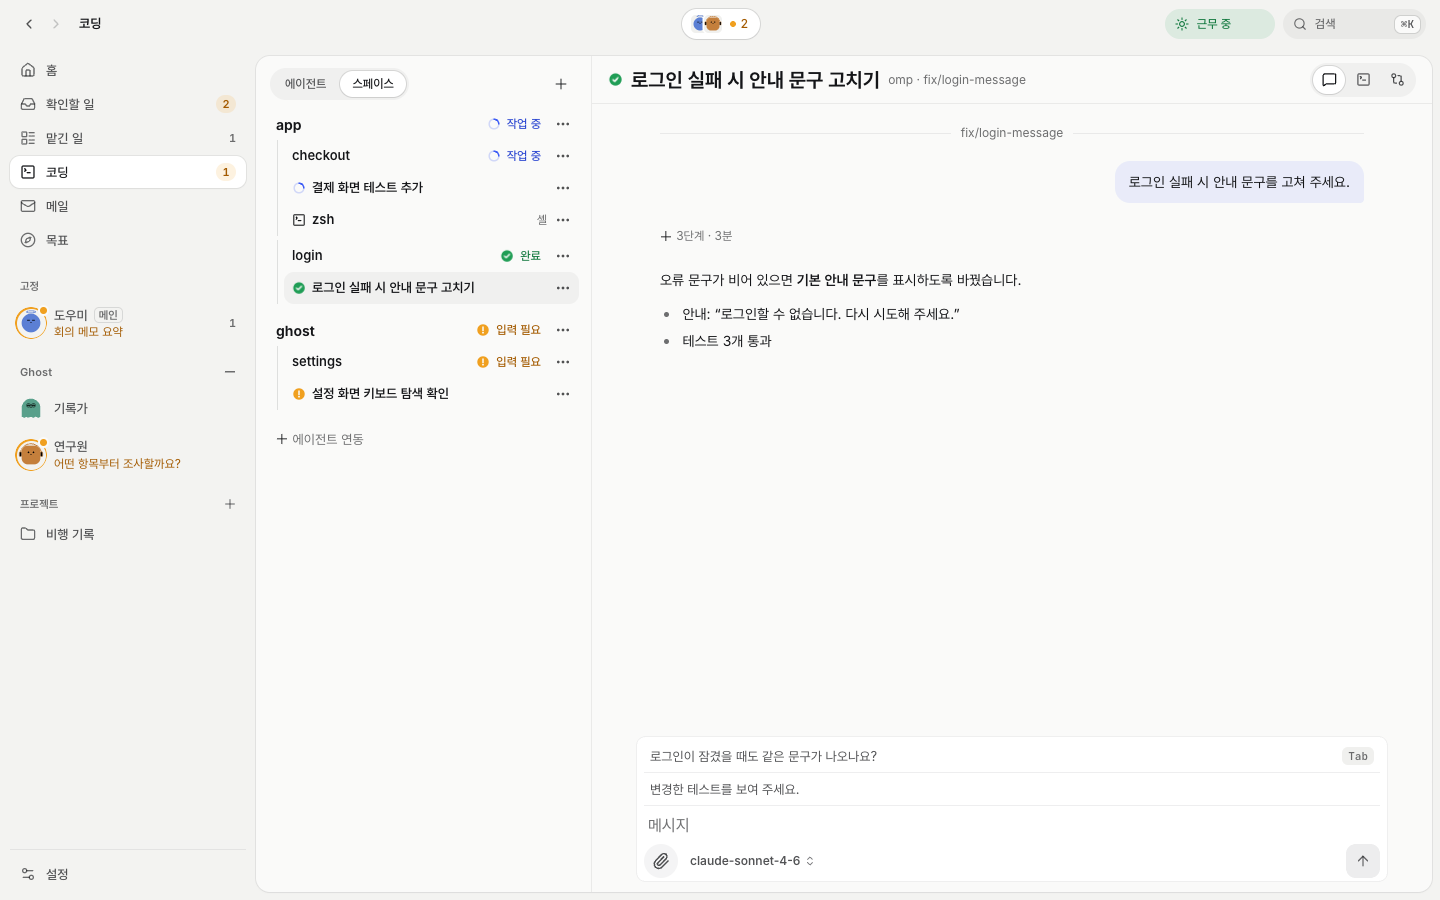 코딩
2
근무 중
검색
⌘K
홈
확인할 일
2
맡긴 일
1
코딩
1
메일
목표
고정
도우미 메인
회의 메모 요약
1
Ghost
기록가
연구원
어떤 항목부터 조사할까요?
프로젝트
비행 기록
설정
에이전트
스페이스
app
작업 중
checkout
작업 중
결제 화면 테스트 추가
zsh
셸
login
완료
로그인 실패 시 안내 문구 고치기
ghost
입력 필요
settings
입력 필요
설정 화면 키보드 탐색 확인
에이전트 연동
로그인 실패 시 안내 문구 고치기
omp · fix/login-message
fix/login-message
로그인 실패 시 안내 문구를 고쳐 주세요.
3단계 · 3분
오류 문구가 비어 있으면 기본 안내 문구를 표시하도록 바꿨습니다.
• 안내: “로그인할 수 없습니다. 다시 시도해 주세요.”
• 테스트 3개 통과
로그인이 잠겼을 때도 같은 문구가 나오나요?
Tab
변경한 테스트를 보여 주세요.
메시지
claude-sonnet-4-6